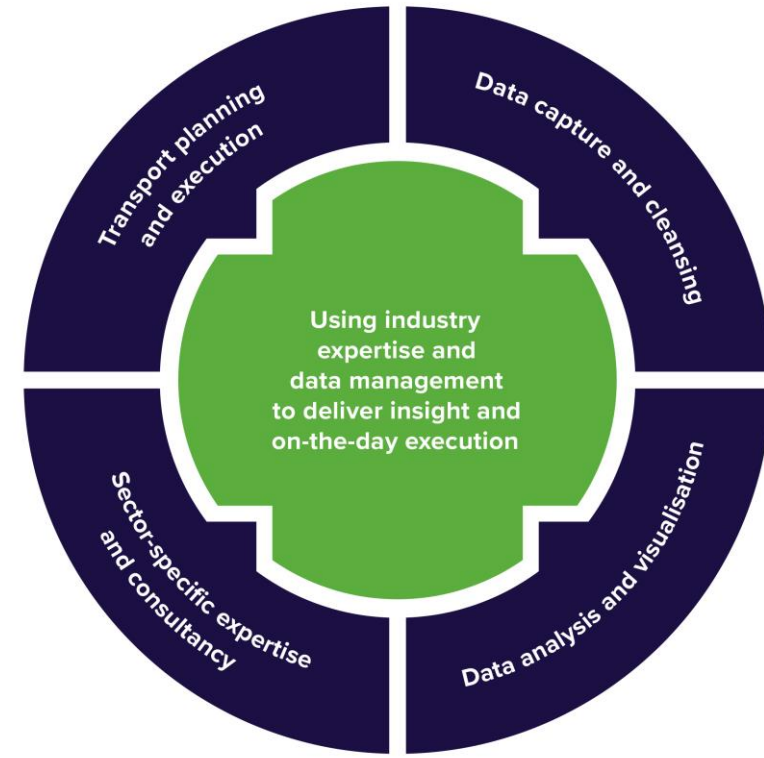 Transport planning
and execution
Data capture and cleansing
Using industry
expertise and
data management
to deliver insight and
on-the-day execution
Sector-specific expertise
and consultancy
Data analysis and visualisation